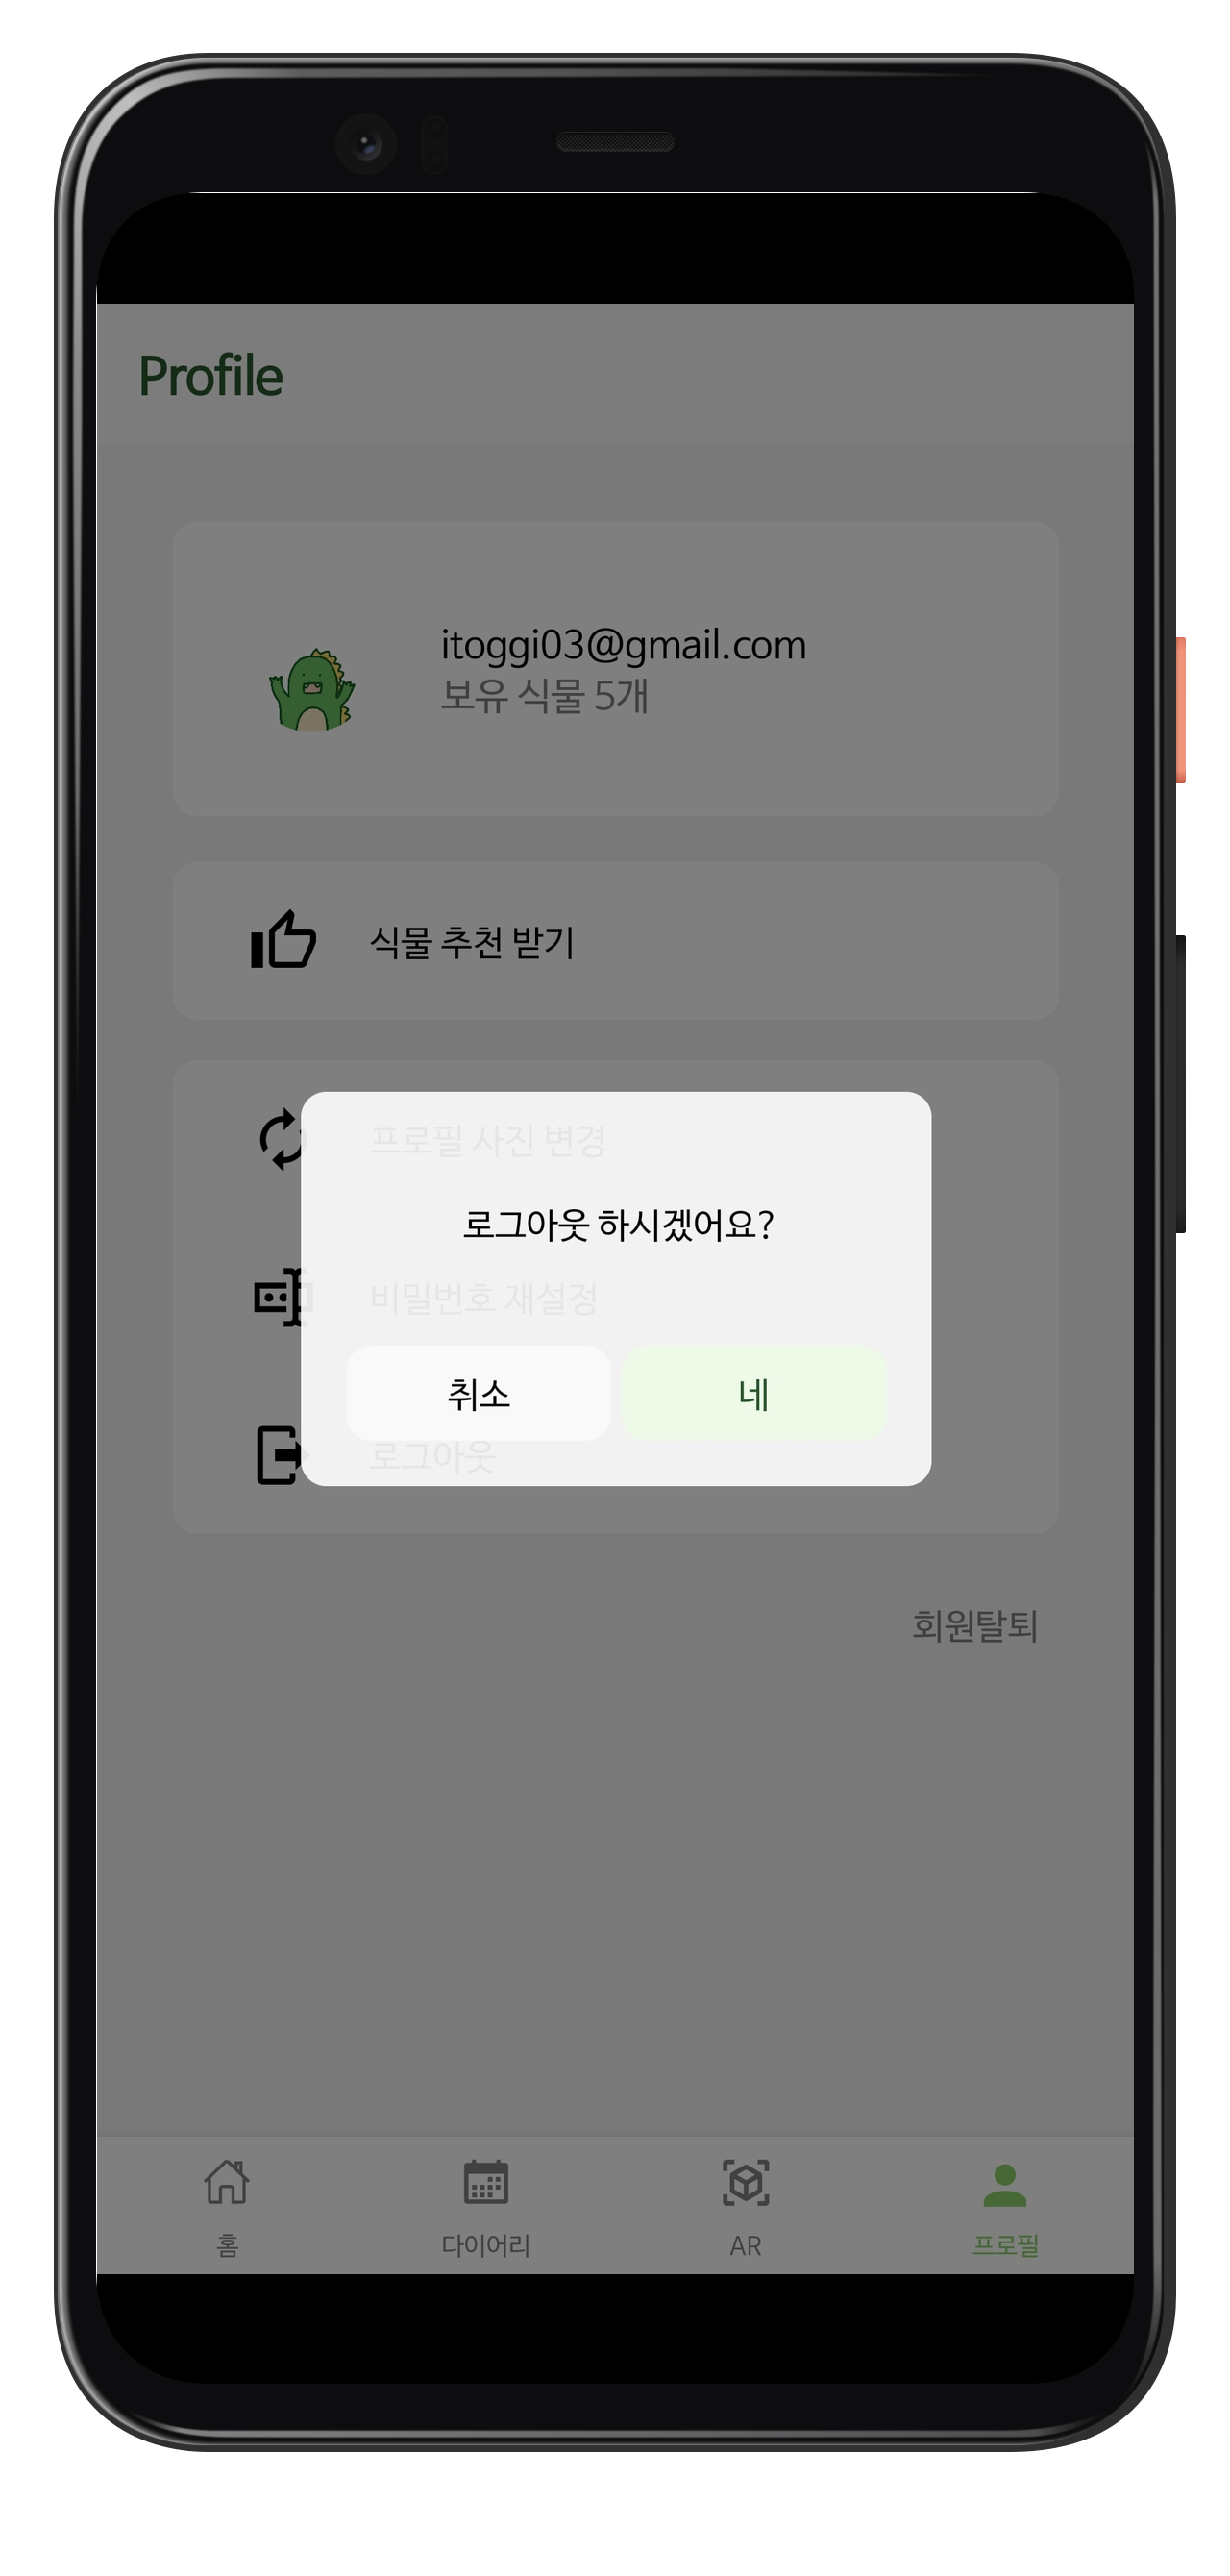 Profile
itoggi03@gmail.com
보유 식물 5개
식물 추천 받기
프로필 사진 변경
로그아웃 하시겠어요?
비밀번호 재설정
취소
네
로그아웃
회원탈퇴
홈
다이어리
AR
프로필